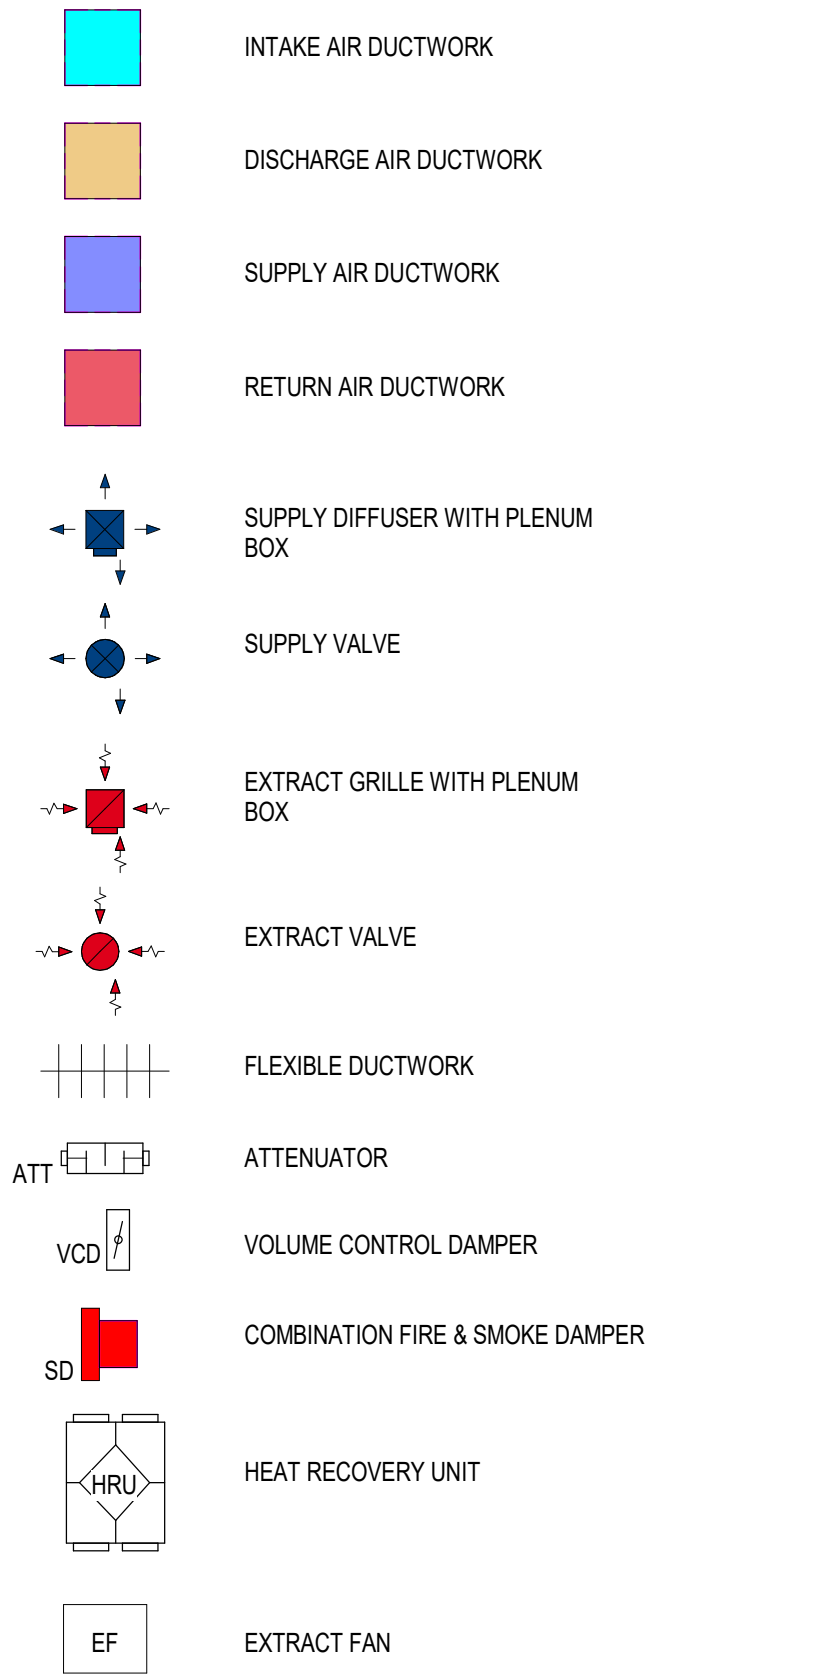 INTAKE AIR DUCTWORK
DISCHARGE AIR DUCTWORK
SUPPLY AIR DUCTWORK
RETURN AIR DUCTWORK
SUPPLY DIFFUSER WITH PLENUM
BOX
SUPPLY VALVE
EXTRACT GRILLE WITH PLENUM
BOX
EXTRACT VALVE
FLEXIBLE DUCTWORK
ATT ATTENUATOR
VCD VOLUME CONTROL DAMPER
SD COMBINATION FIRE & SMOKE DAMPER
HRU HEAT RECOVERY UNIT
EF EXTRACT FAN